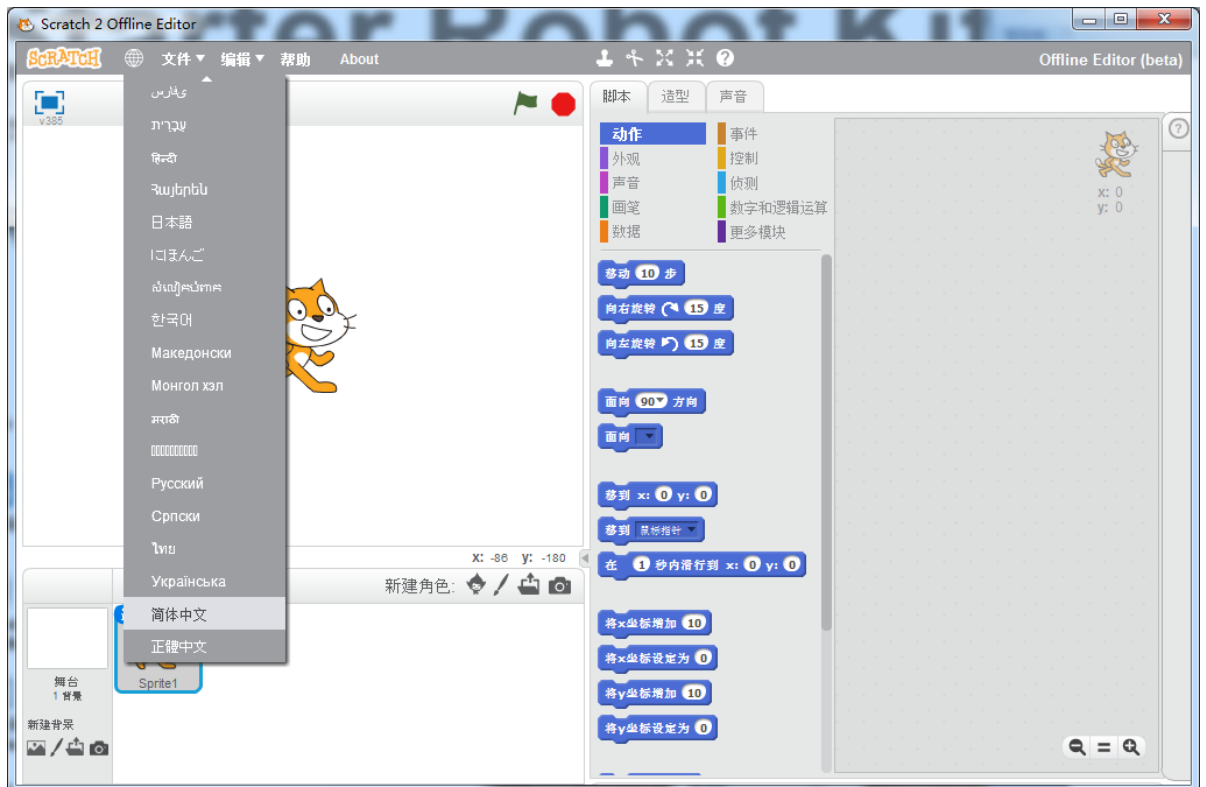 Scratch 2 Offline Editor
SCRATCH 文件 编辑 帮助 About Offline Editor (beta)
v385
עִבְרִית
हिन्दी
Հայերեն
日本語
にほんご
한국어
Македонски
Монгол хэл
मराठी
Русский
Српски
ไทย
Українська
简体中文
正體中文
X: -86 y: -180
新建角色:
Sprite1
舞台
1 背景
新建背景
脚本 造型 声音
动作 事件
外观 控制
声音 侦测
画笔 数字和逻辑运算
数据 更多模块
移动 10 步
向右旋转 15 度
向左旋转 15 度
面向 90 方向
面向
移到 x: 0 y: 0
移到 鼠标指针
在 1 秒内滑行到 x: 0 y: 0
将x坐标增加 10
将x坐标设定为 0
将y坐标增加 10
将y坐标设定为 0
x: 0
y: 0